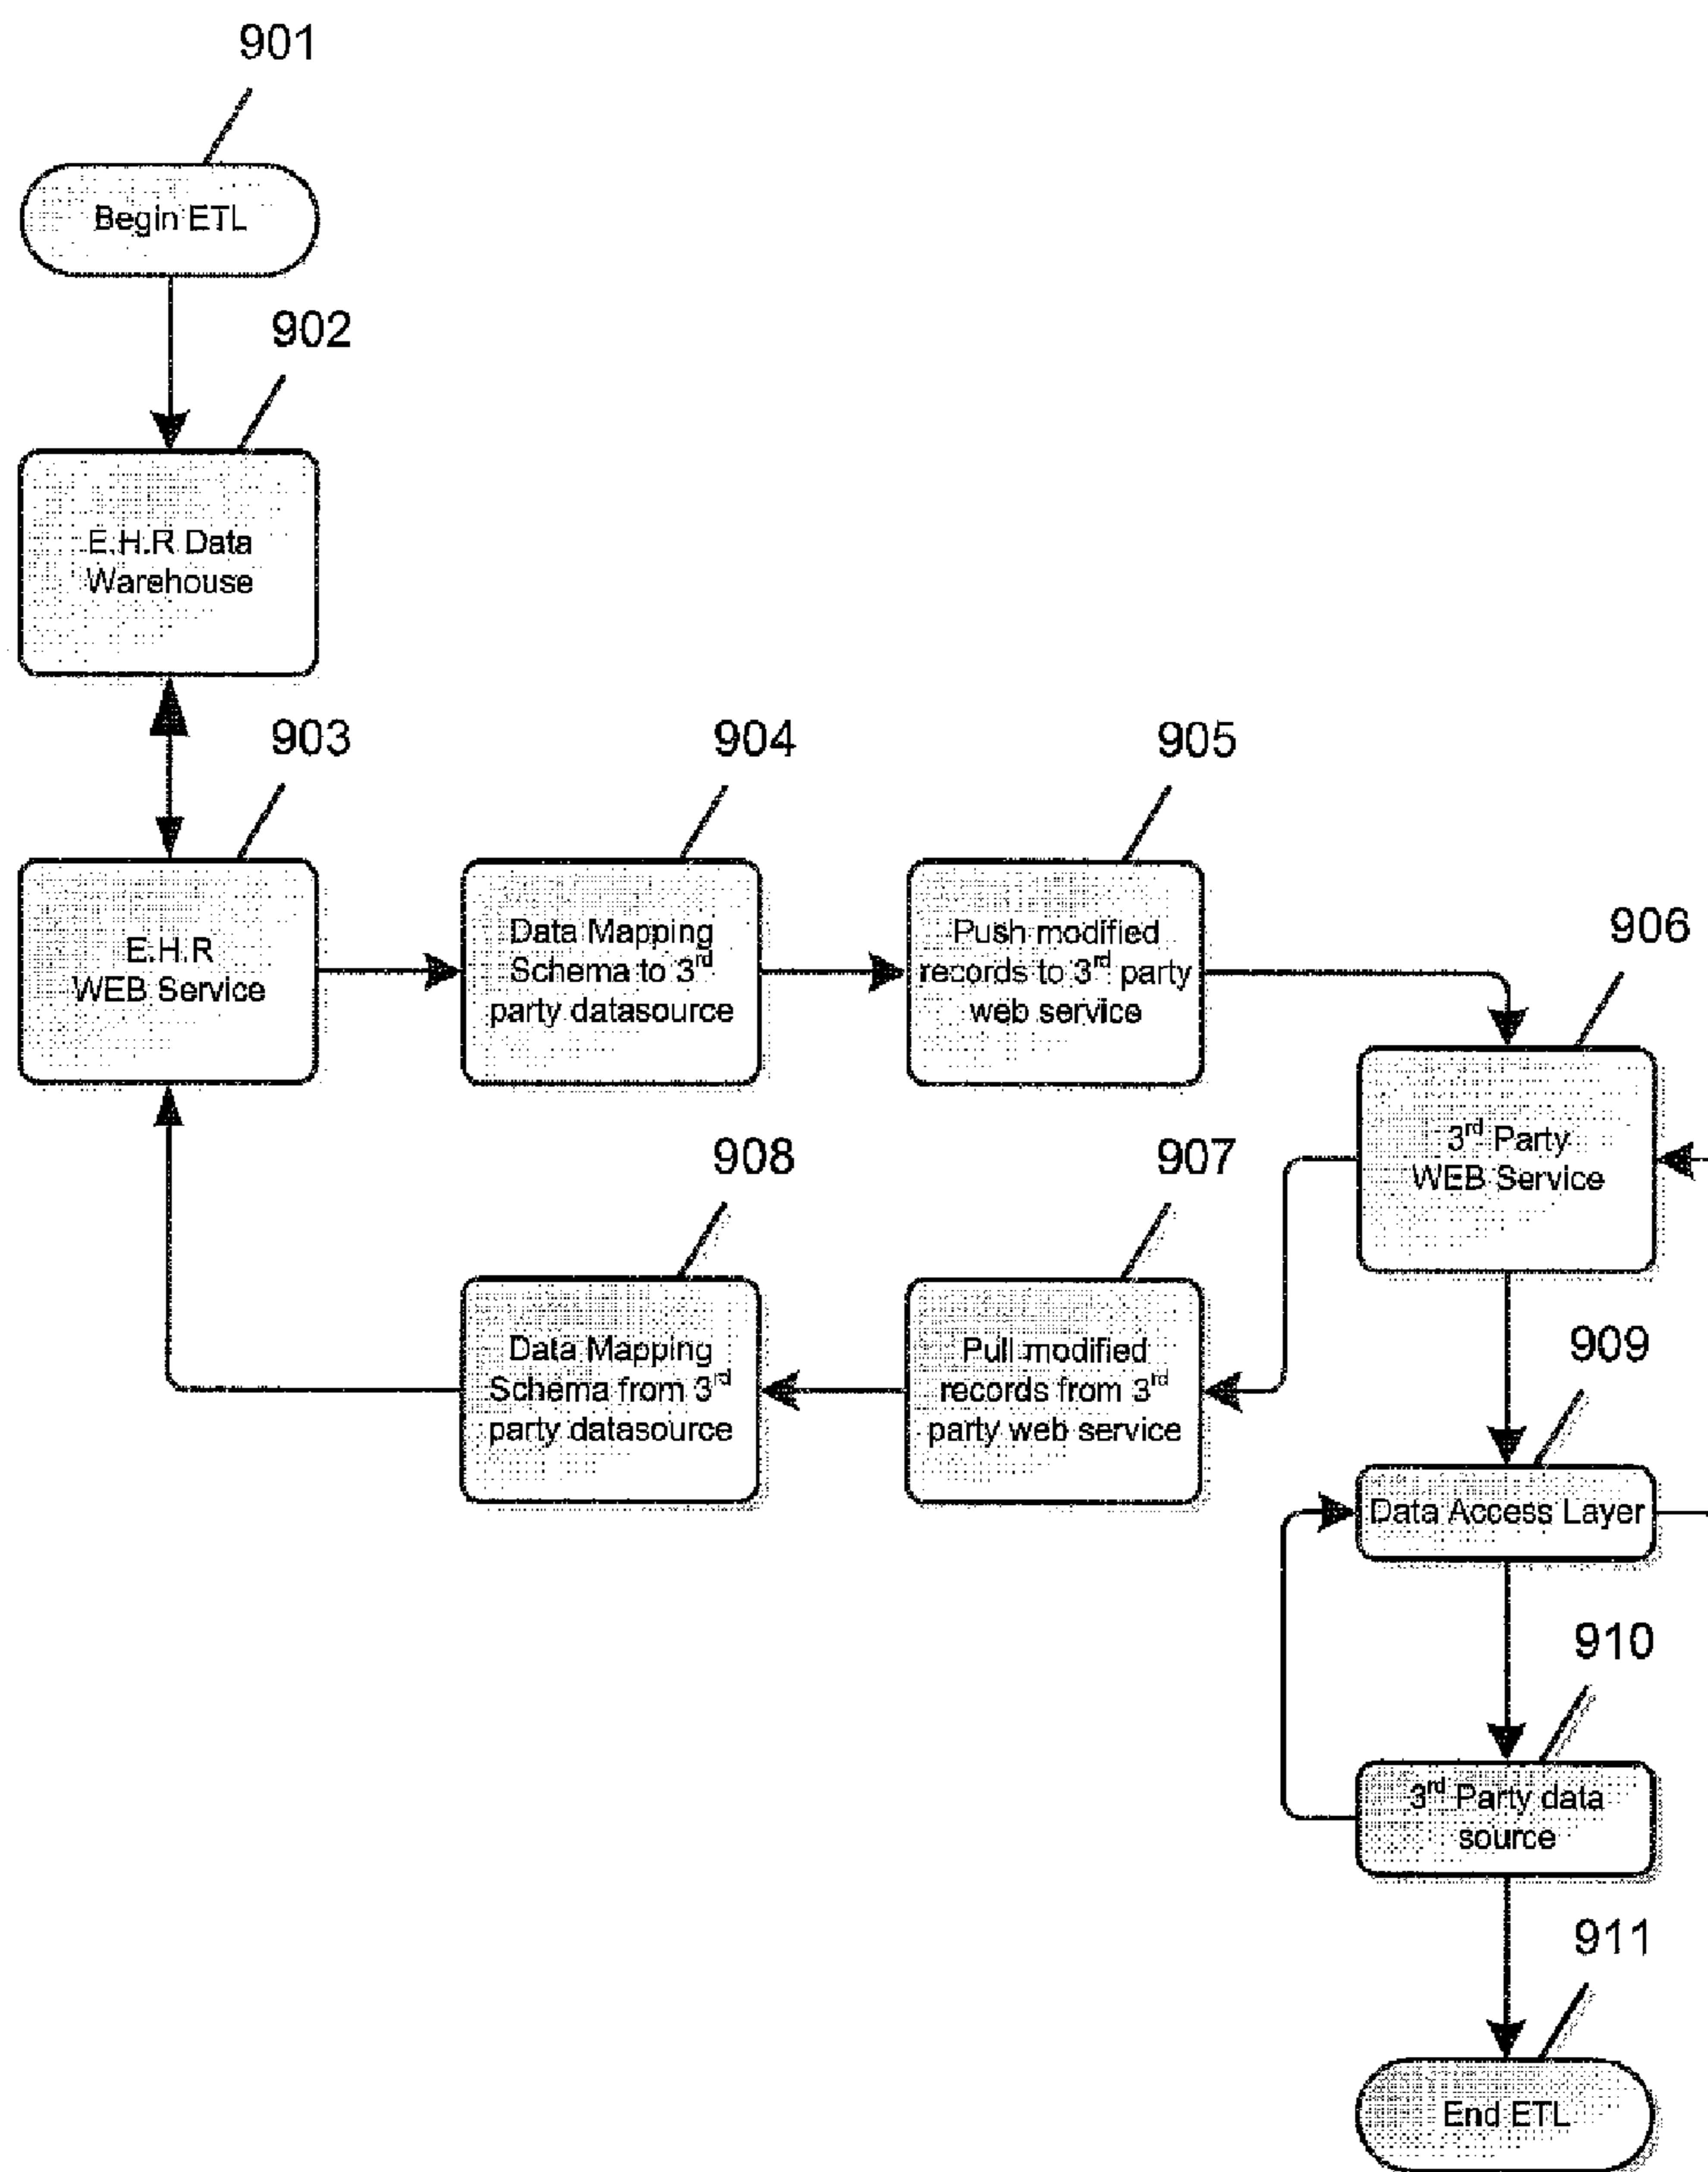 901
Begin ETL
902
E.H.R Data
Warehouse
903
E.H.R
WEB Service
904
Data Mapping
Schema to 3rd
party datasource
905
Push modified
records to 3rd party
web service
906
3rd Party
WEB Service
908
Data Mapping
Schema from 3rd
party datasource
907
Pull modified
records from 3rd
party web service
909
Data Access Layer
910
3rd Party data
source
911
End ETL